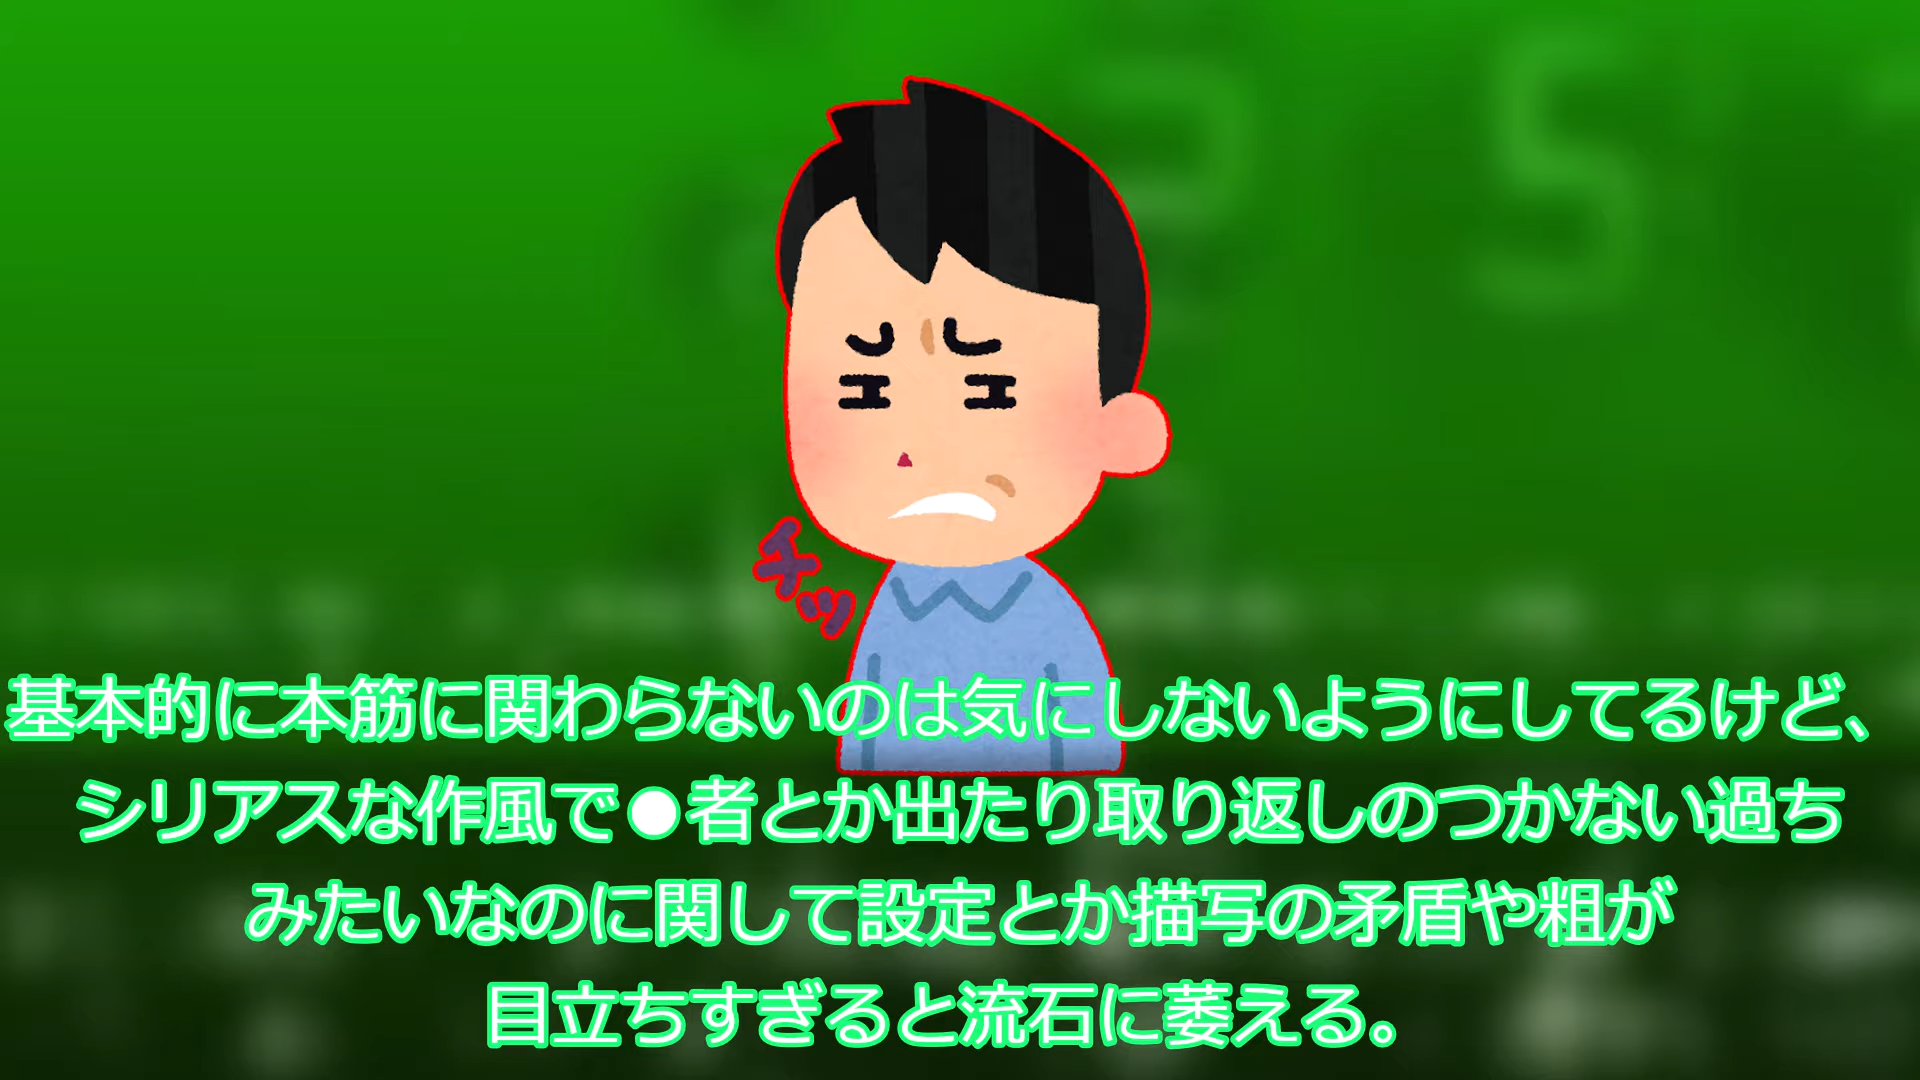 チッ
基本的に本筋に関わらないのは気にしないようにしてるけど、
シリアスな作風で●者とか出たり取り返しのつかない過ち
みたいなのに関して設定とか描写の矛盾や粗が
目立ちすぎると流石に萎える。